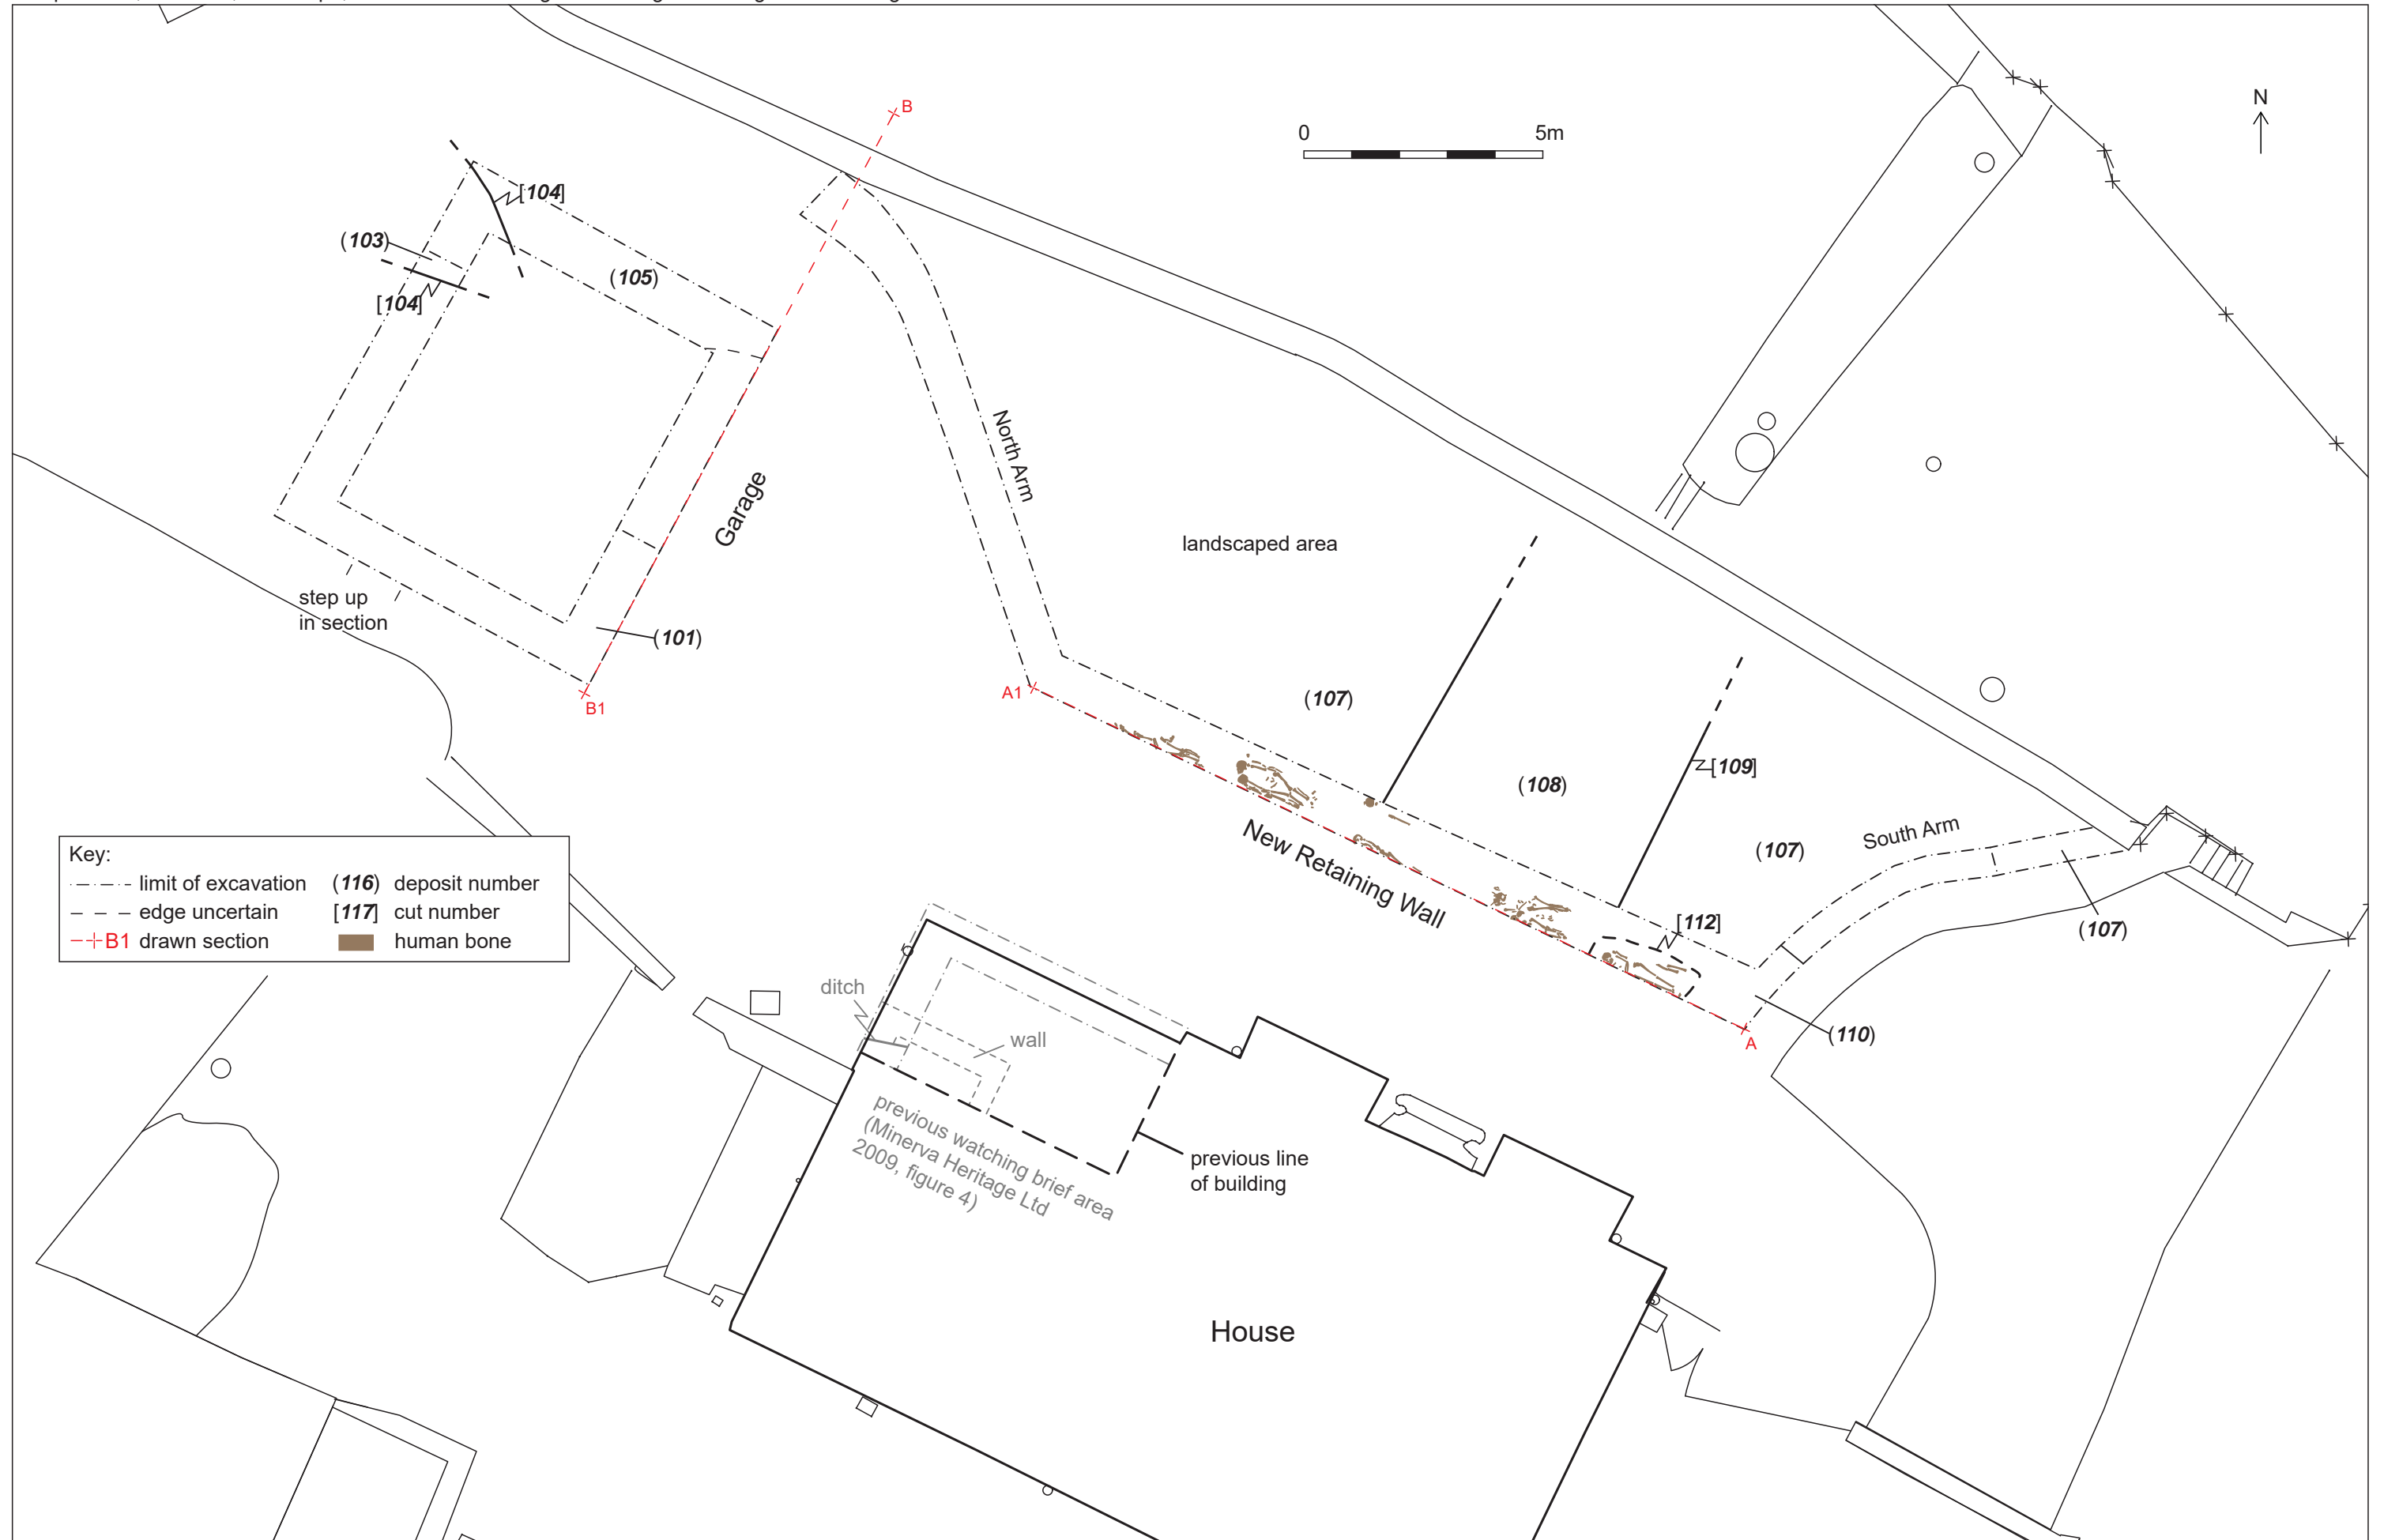 B
0 5m
N
[104]
(103)
(105)
[104]
North Arm
Garage
landscaped area
step up
in section
(101)
A1
B1
(107)
[109]
(108)
New Retaining Wall
(107)
South Arm
[112]
(107)
(110)
A
Key:
limit of excavation (116) deposit number
edge uncertain [117] cut number
B1 drawn section human bone
ditch
wall
previous watching brief area
(Minerva Heritage Ltd
2009, figure 4)
previous line
of building
House